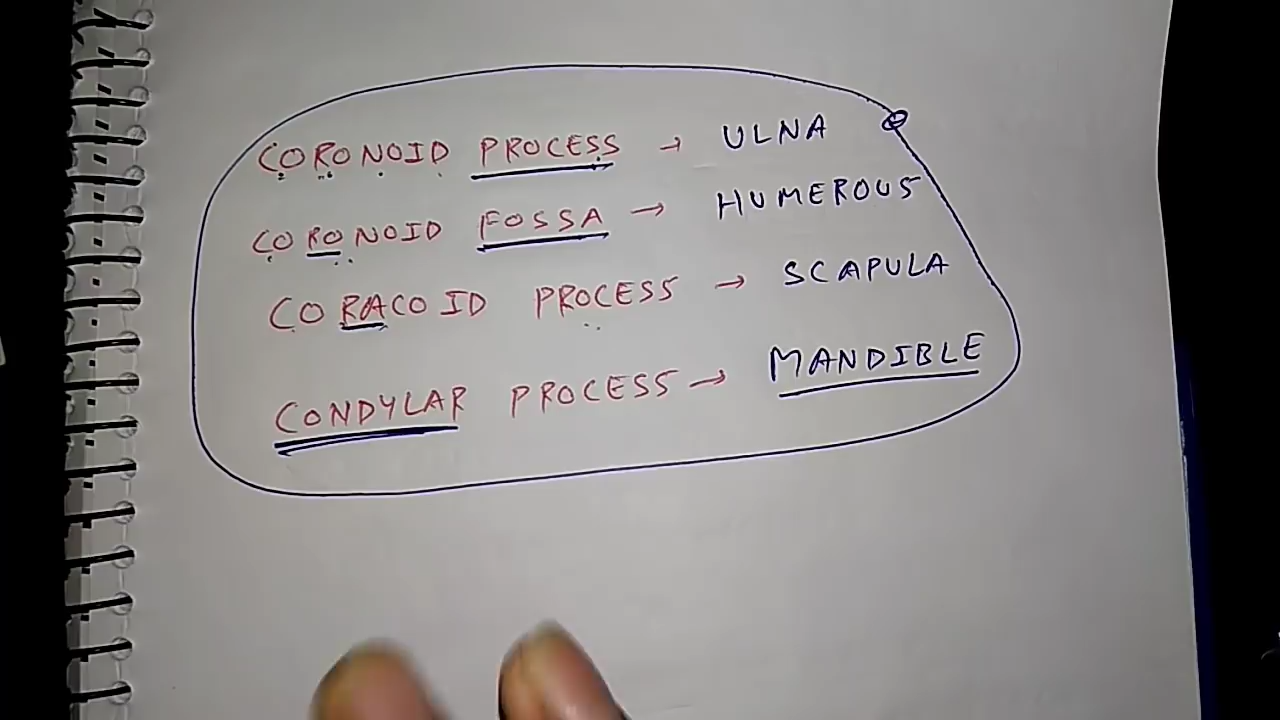 CORONOID PROCESS → ULNA
CORONOID FOSSA → HUMEROUS
CORACOID PROCESS → SCAPULA
CONDYLAR PROCESS → MANDIBLE